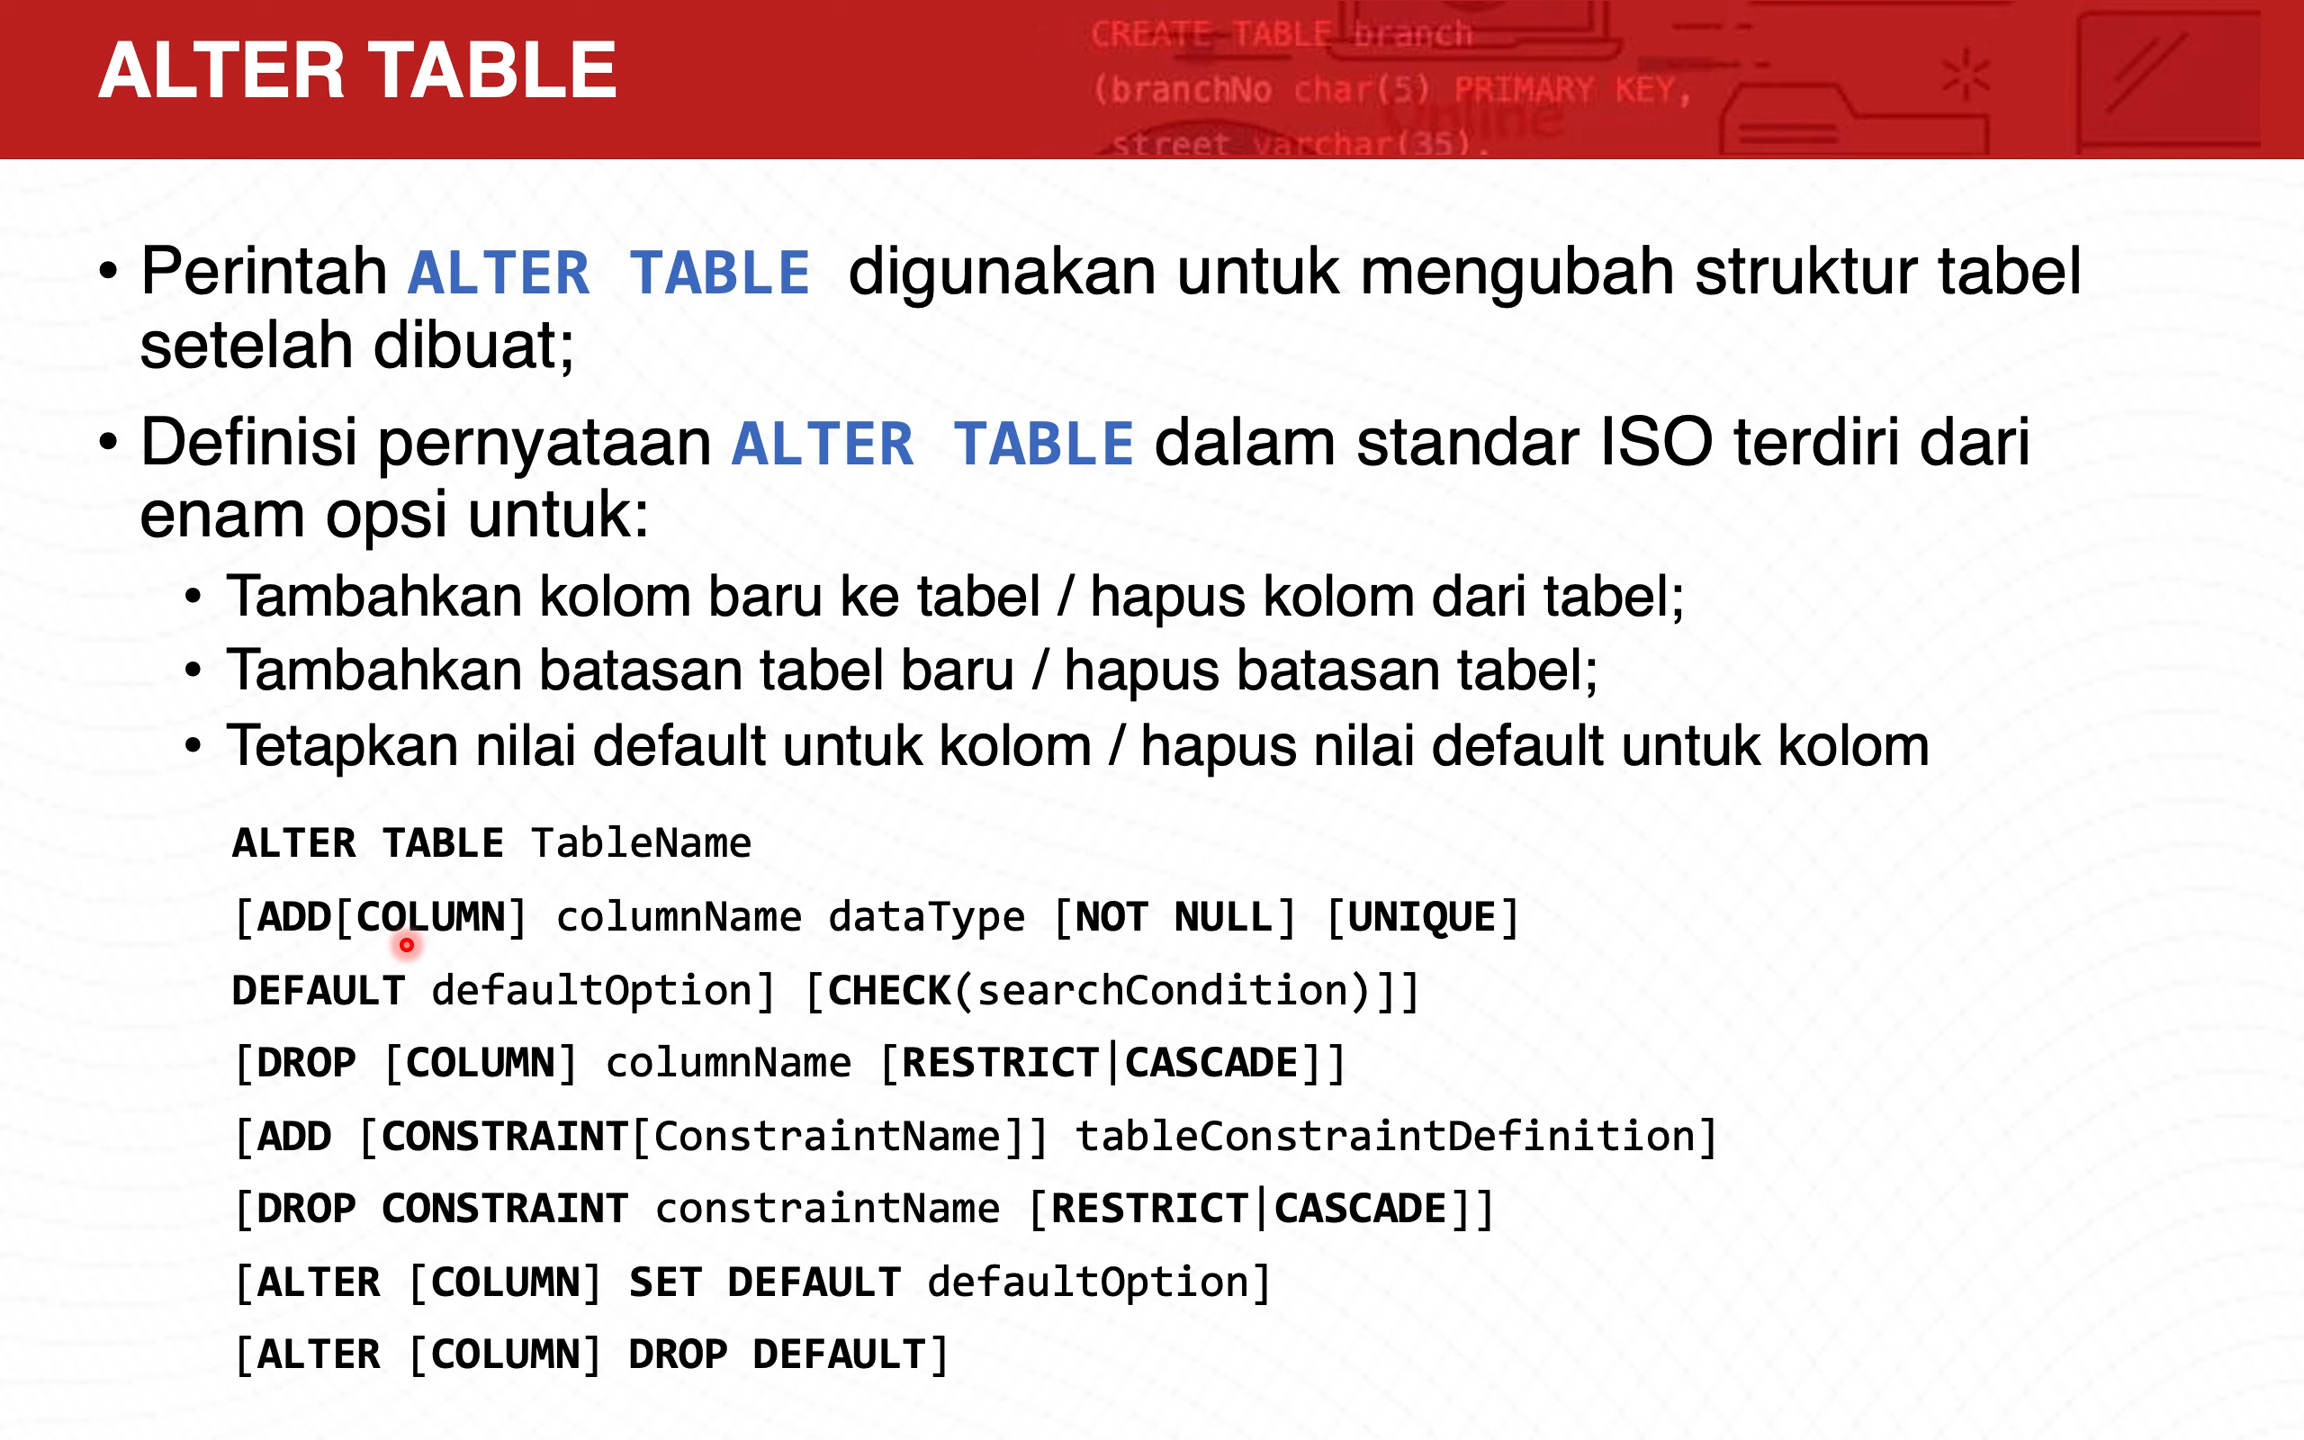 ALTER TABLE
CREATE TABLE branch
(branchNo char(5) PRIMARY KEY,
street varchar(35).
Online
• Perintah ALTER TABLE digunakan untuk mengubah struktur tabel
setelah dibuat;
• Definisi pernyataan ALTER TABLE dalam standar ISO terdiri dari
enam opsi untuk:
• Tambahkan kolom baru ke tabel / hapus kolom dari tabel;
• Tambahkan batasan tabel baru / hapus batasan tabel;
• Tetapkan nilai default untuk kolom / hapus nilai default untuk kolom
ALTER TABLE TableName
[ADD[COLUMN] columnName dataType [NOT NULL] [UNIQUE]
DEFAULT defaultOption] [CHECK(searchCondition)]]
[DROP [COLUMN] columnName [RESTRICT|CASCADE]]
[ADD [CONSTRAINT[ConstraintName]] tableConstraintDefinition]
[DROP CONSTRAINT constraintName [RESTRICT|CASCADE]]
[ALTER [COLUMN] SET DEFAULT defaultOption]
[ALTER [COLUMN] DROP DEFAULT]